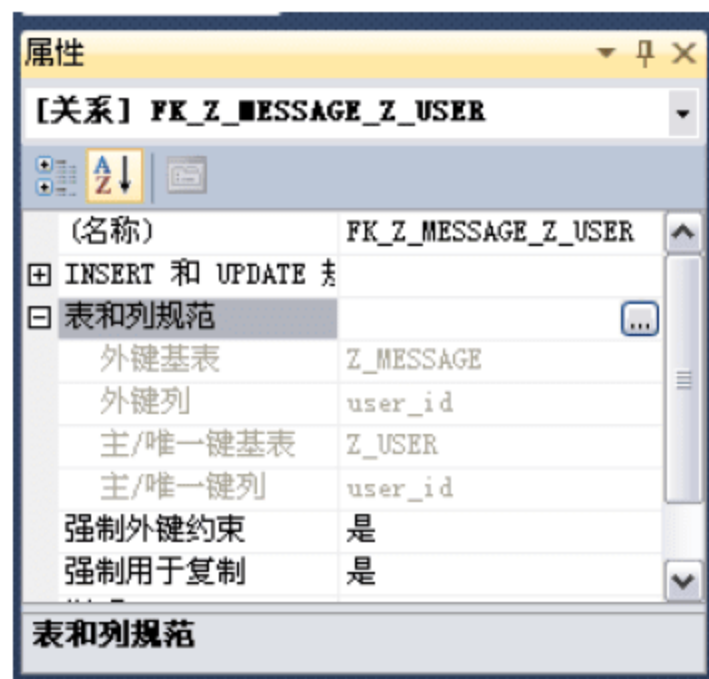 属性
[关系] FK_Z_MESSAGE_Z_USER
(名称) FK_Z_MESSAGE_Z_USER
INSERT 和 UPDATE 规
表和列规范 ...
外键基表 Z_MESSAGE
外键列 user_id
主/唯一键基表 Z_USER
主/唯一键列 user_id
强制外键约束 是
强制用于复制 是
表和列规范